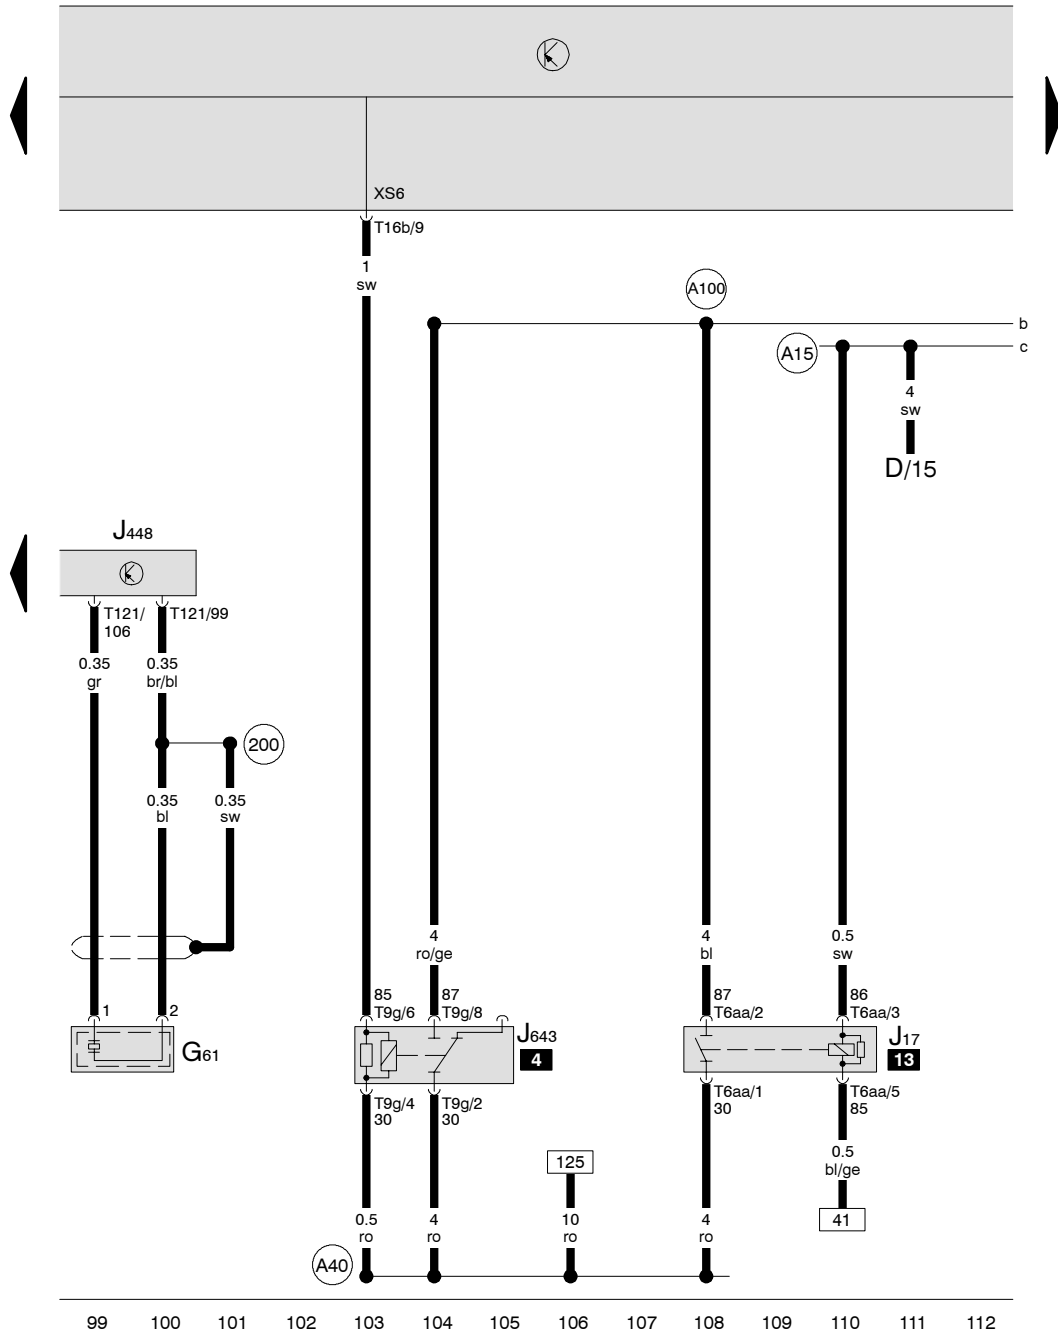 XS6
T16b/9
1
sw
A100
b
A15
c
4
sw
D/15
J448
T121/
106
T121/99
0.35
gr
0.35
br/bl
200
0.35
bl
0.35
sw
4
ro/ge
4
bl
0.5
sw
1
2
G61
85
T9g/6
87
T9g/8
J643
4
87
T6aa/2
86
T6aa/3
J17
13
T9g/4
30
T9g/2
30
T6aa/1
30
T6aa/5
85
125
0.5
bl/ge
41
0.5
ro
4
ro
10
ro
4
ro
A40
99 100 101 102 103 104 105 106 107 108 109 110 111 112